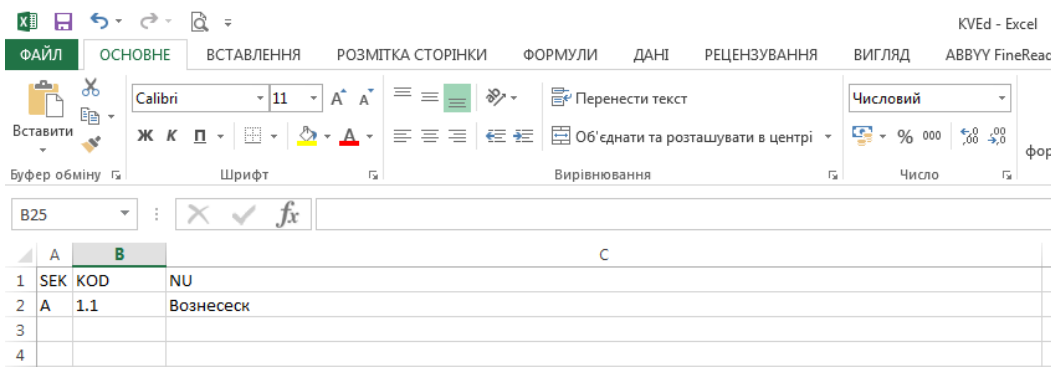 KVEd - Excel
ФАЙЛ ОСНОВНЕ ВСТАВЛЕННЯ РОЗМІТКА СТОРІНКИ ФОРМУЛИ ДАНІ РЕЦЕНЗУВАННЯ ВИГЛЯД ABBYY FineReac
Calibri 11 Перенести текст Числовий
Вставити Ж К П А Об'єднати та розташувати в центрі % 000 фор
Буфер обміну Шрифт Вирівнювання Число
B25 fx
A B C
1 SEK KOD NU
2 A 1.1 Вознесеск
3
4